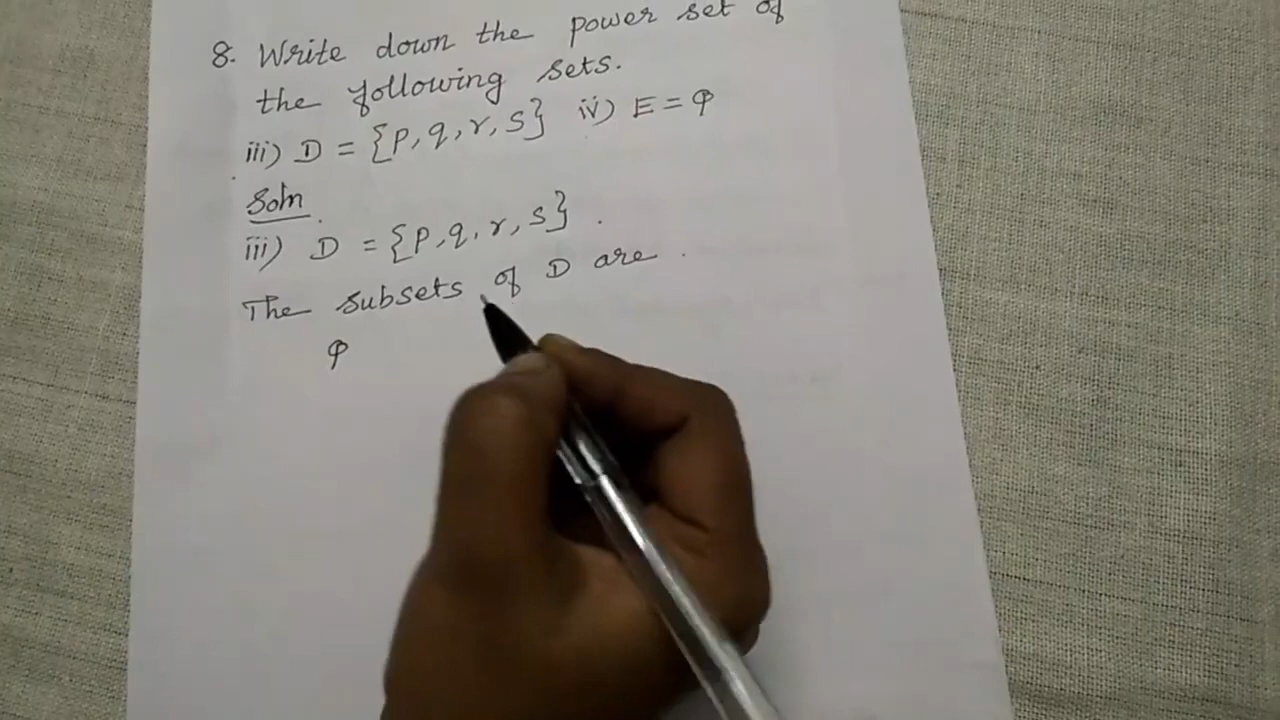 8. Write down the power set of
the following sets.
iii) D = {p, q, r, s} iv) E = φ
Soln
iii) D = {p, q, r, s}.
The subsets of D are
φ